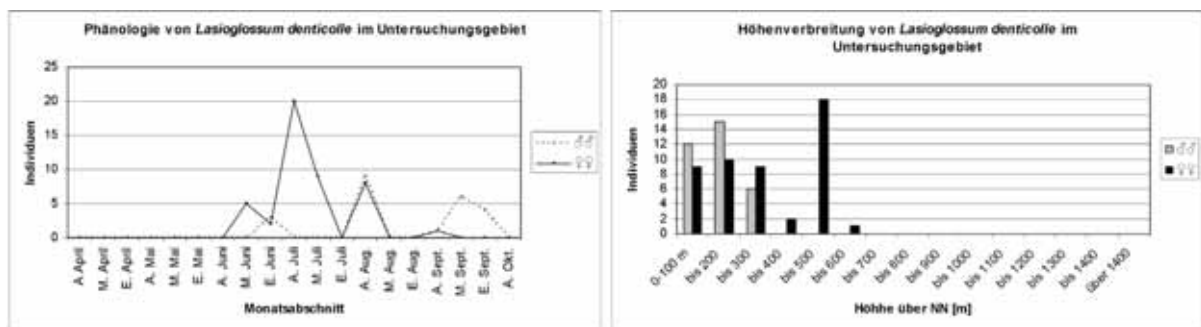 Phänologie von Lasioglossum denticolle im Untersuchungsgebiet
Individuen
25
20
15
10
5
0
A. April
M. April
E. April
A. Mai
M. Mai
E. Mai
A. Juni
M. Juni
E. Juni
A. Juli
M. Juli
E. Juli
A. Aug.
M. Aug.
E. Aug.
A. Sept.
M. Sept.
E. Sept.
A. Okt.
Monatsabschnitt
♂♂
♀♀
Höhenverbreitung von Lasioglossum denticolle im
Untersuchungsgebiet
Individuen
20
18
16
14
12
10
8
6
4
2
0
0-100 m
bis 200
bis 300
bis 400
bis 500
bis 600
bis 700
bis 800
bis 900
bis 1000
bis 1100
bis 1200
bis 1300
bis 1400
über 1400
Höhhe über NN [m]
♂♂
♀♀